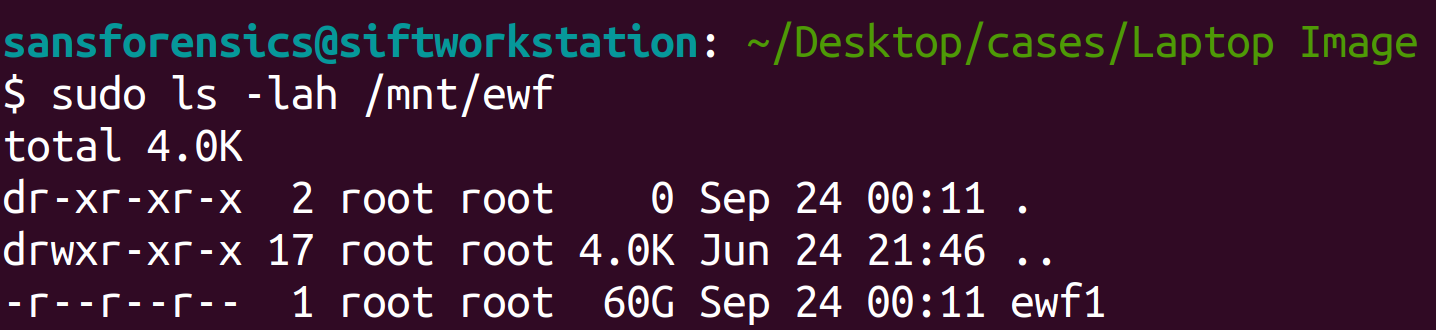 sansforensics@siftworkstation: ~/Desktop/cases/Laptop Image
$ sudo ls -lah /mnt/ewf
total 4.0K
dr-xr-xr-x  2 root root    0 Sep 24 00:11 .
drwxr-xr-x 17 root root 4.0K Jun 24 21:46 ..
-r--r--r--  1 root root  60G Sep 24 00:11 ewf1